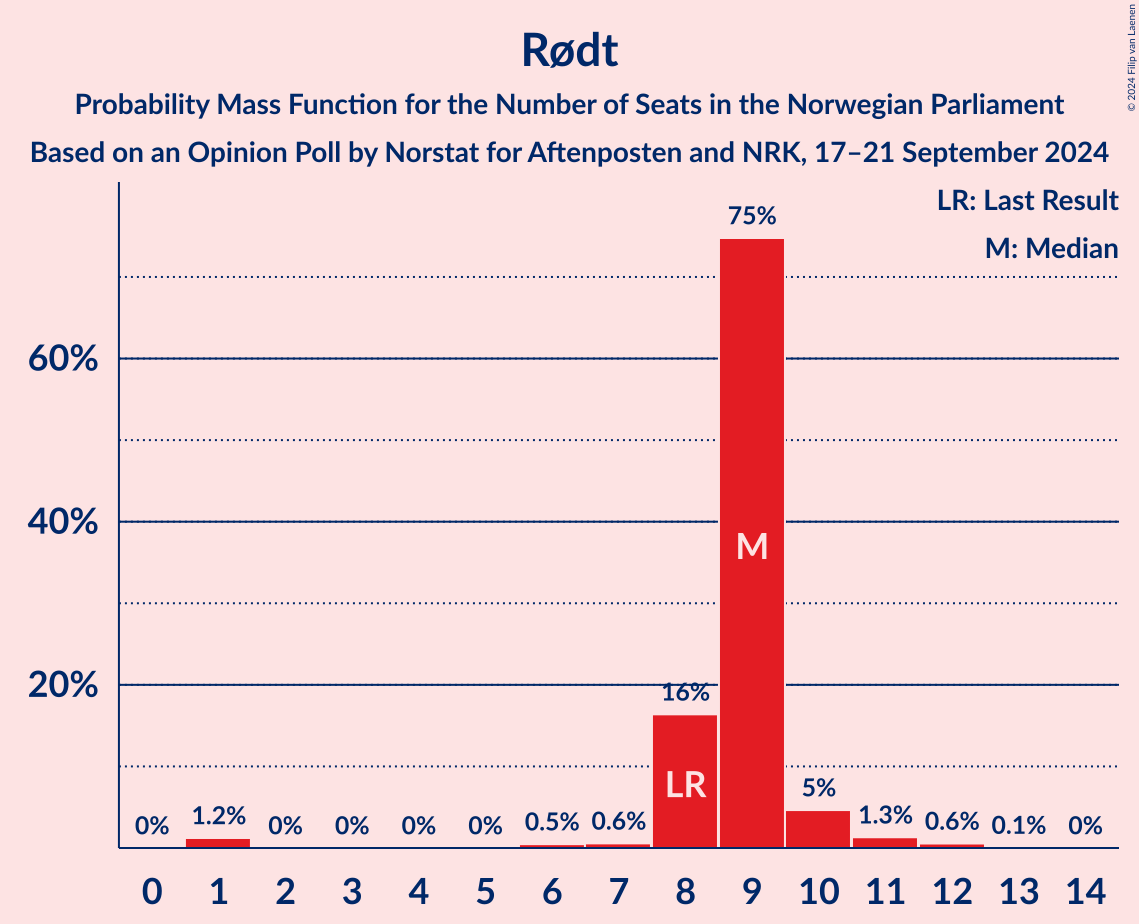 Rødt
Probability Mass Function for the Number of Seats in the Norwegian Parliament
Based on an Opinion Poll by Norstat for Aftenposten and NRK, 17–21 September 2024
© 2024 Filip van Laenen
LR: Last Result
M: Median
60%
40%
20%
0%
1.2%
0%
0%
0%
0%
0.5%
0.6%
16%
75%
5%
1.3%
0.6%
0.1%
0%
LR
M
0 1 2 3 4 5 6 7 8 9 10 11 12 13 14